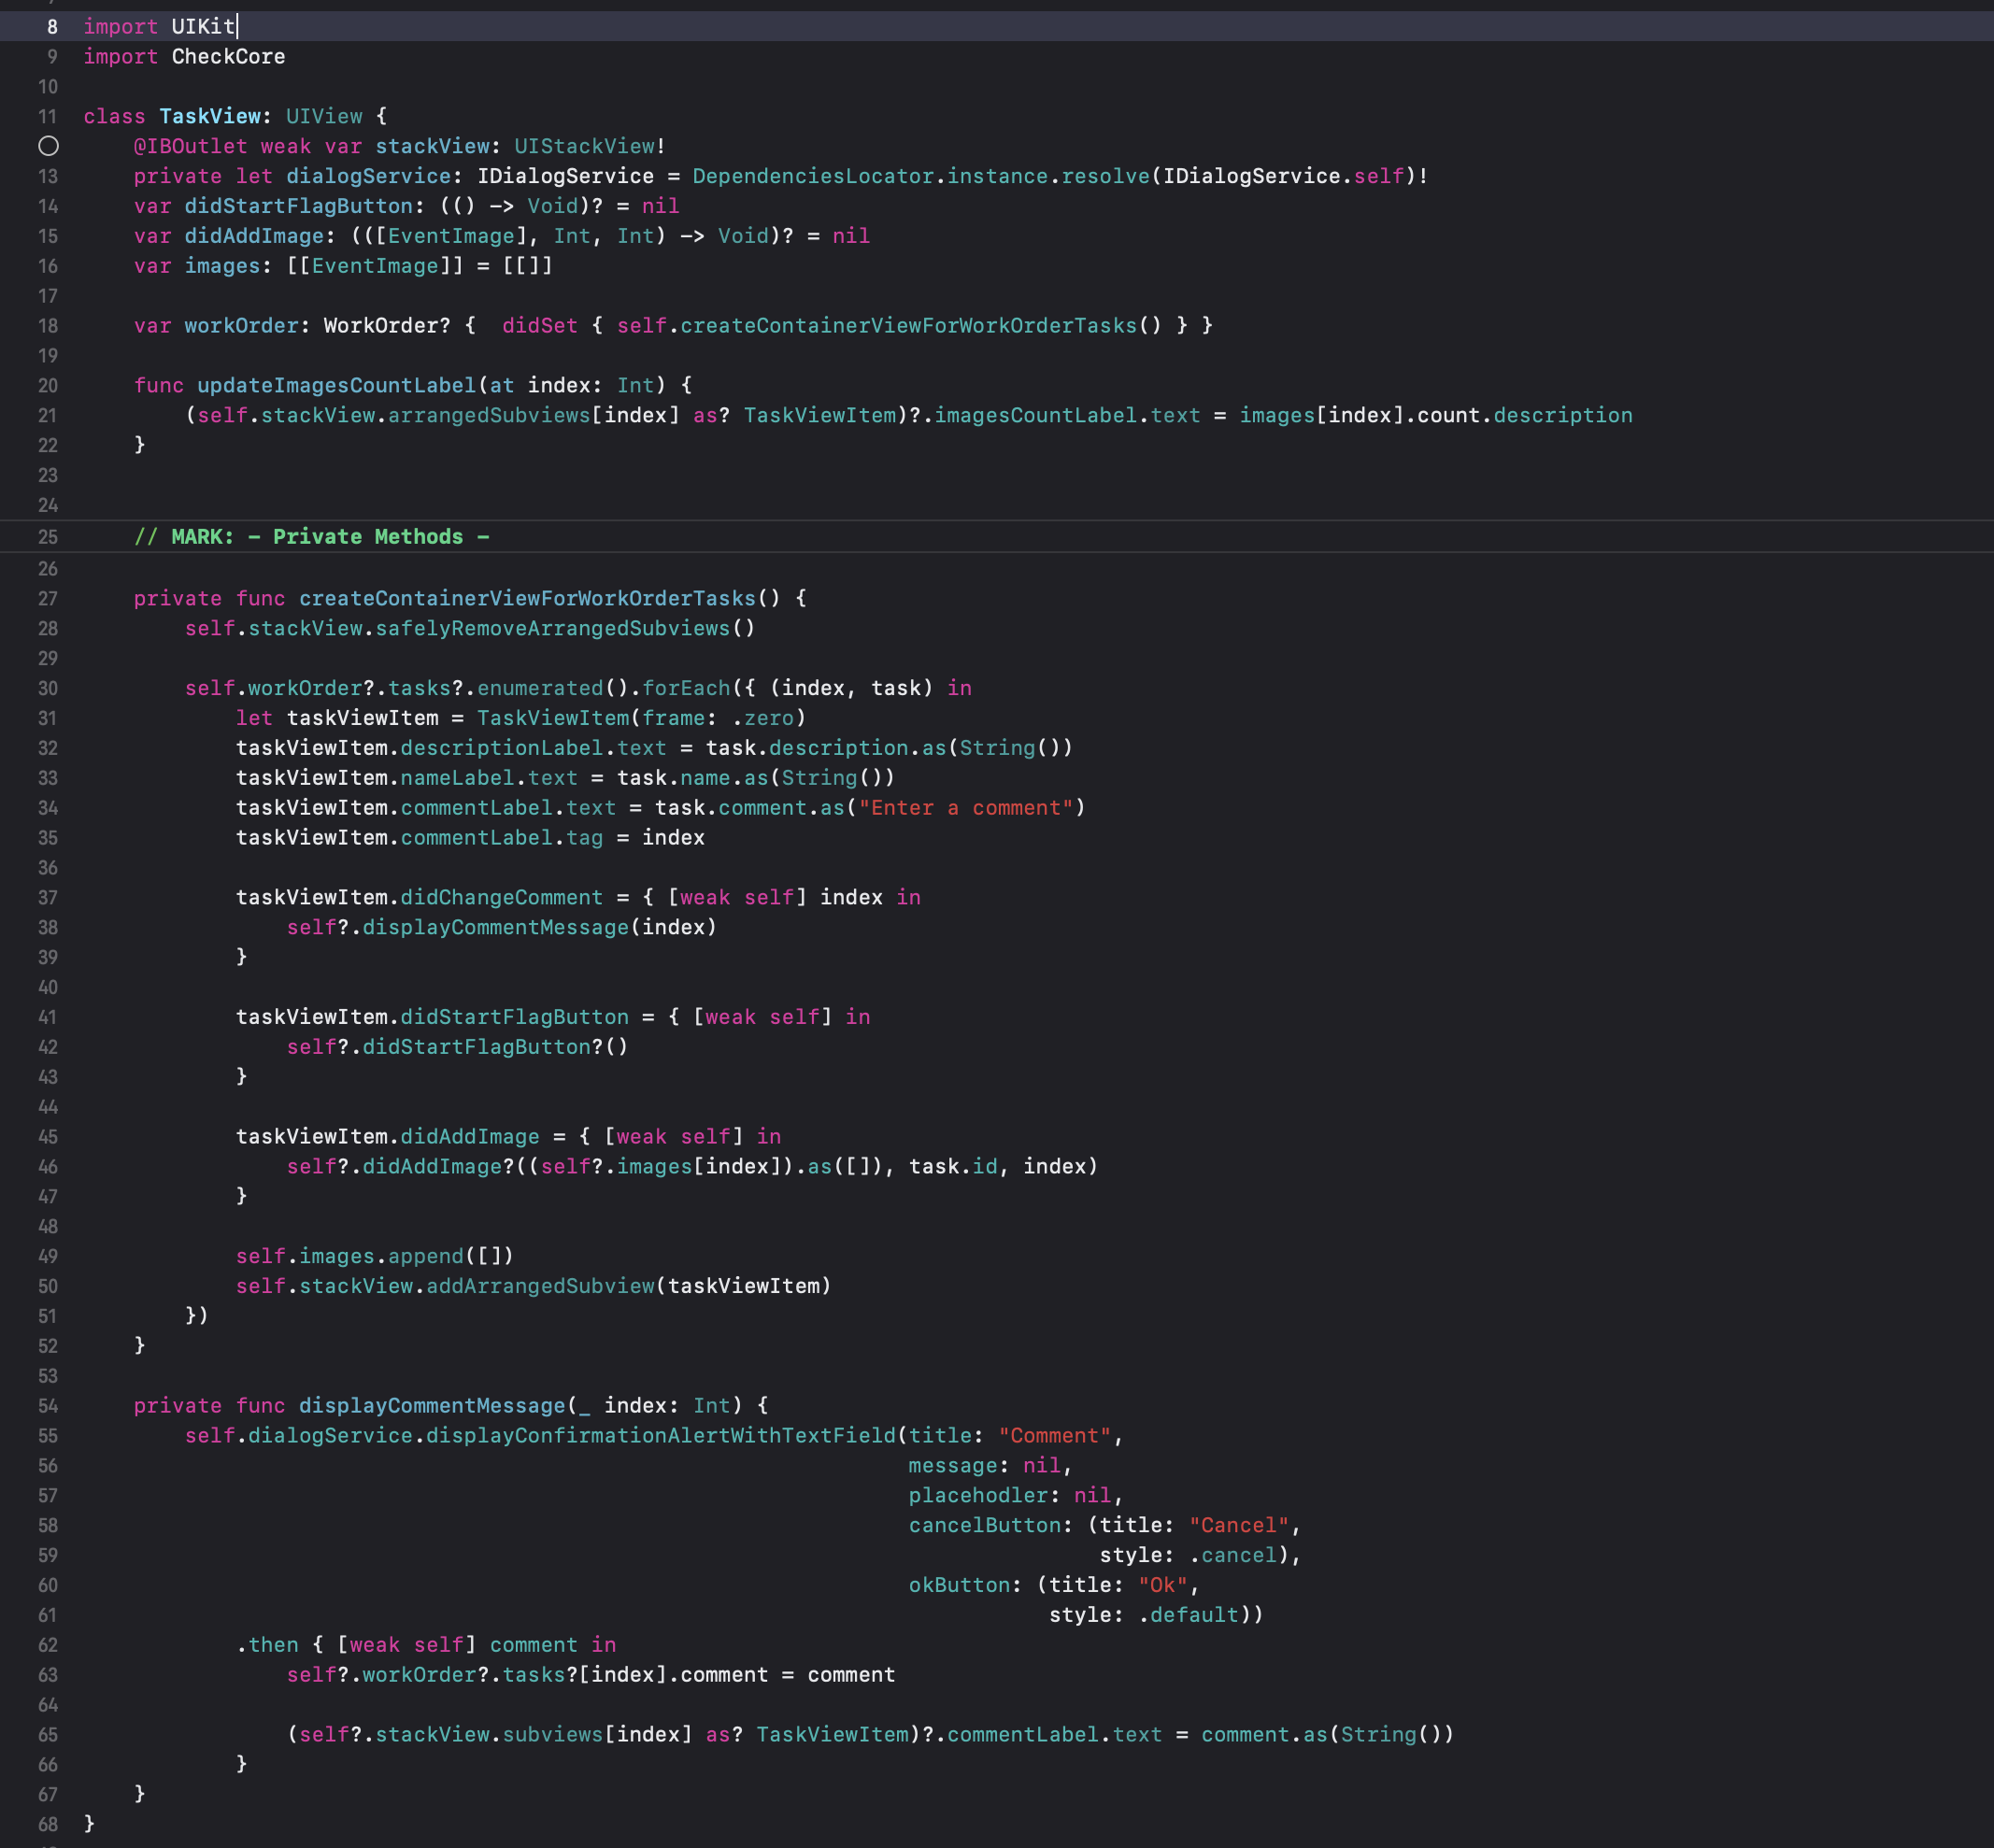 8 import UIKit
9 import CheckCore
10
11 class TaskView: UIView {
@IBOutlet weak var stackView: UIStackView!
13 private let dialogService: IDialogService = DependenciesLocator.instance.resolve(IDialogService.self)!
14 var didStartFlagButton: (() -> Void)? = nil
15 var didAddImage: (([EventImage], Int, Int) -> Void)? = nil
16 var images: [[EventImage]] = [[]]
17
18 var workOrder: WorkOrder? {  didSet { self.createContainerViewForWorkOrderTasks() } }
19
20 func updateImagesCountLabel(at index: Int) {
21 (self.stackView.arrangedSubviews[index] as? TaskViewItem)?.imagesCountLabel.text = images[index].count.description
22 }
23
24
25 // MARK: - Private Methods -
26
27 private func createContainerViewForWorkOrderTasks() {
28 self.stackView.safelyRemoveArrangedSubviews()
29
30 self.workOrder?.tasks?.enumerated().forEach({ (index, task) in
31 let taskViewItem = TaskViewItem(frame: .zero)
32 taskViewItem.descriptionLabel.text = task.description.as(String())
33 taskViewItem.nameLabel.text = task.name.as(String())
34 taskViewItem.commentLabel.text = task.comment.as("Enter a comment")
35 taskViewItem.commentLabel.tag = index
36
37 taskViewItem.didChangeComment = { [weak self] index in
38 self?.displayCommentMessage(index)
39 }
40
41 taskViewItem.didStartFlagButton = { [weak self] in
42 self?.didStartFlagButton?()
43 }
44
45 taskViewItem.didAddImage = { [weak self] in
46 self?.didAddImage?((self?.images[index]).as([]), task.id, index)
47 }
48
49 self.images.append([])
50 self.stackView.addArrangedSubview(taskViewItem)
51 })
52 }
53
54 private func displayCommentMessage(_ index: Int) {
55 self.dialogService.displayConfirmationAlertWithTextField(title: "Comment",
56 message: nil,
57 placehodler: nil,
58 cancelButton: (title: "Cancel",
59 style: .cancel),
60 okButton: (title: "Ok",
61 style: .default))
62 .then { [weak self] comment in
63 self?.workOrder?.tasks?[index].comment = comment
64
65 (self?.stackView.subviews[index] as? TaskViewItem)?.commentLabel.text = comment.as(String())
66 }
67 }
68 }